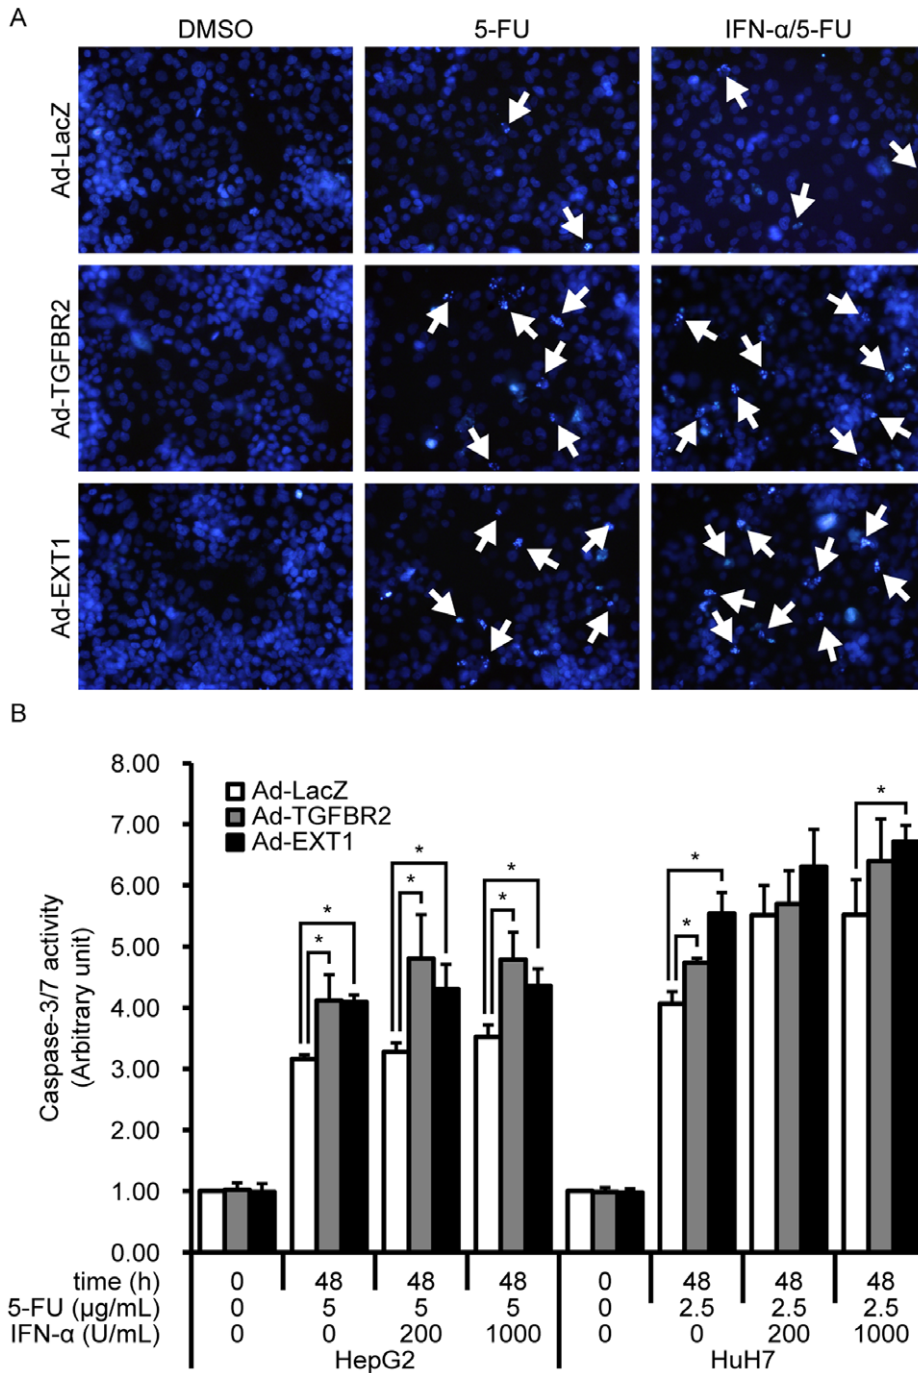 A
DMSO 5-FU IFN-α/5-FU
Ad-LacZ
Ad-TGFBR2
Ad-EXT1
B
8.00
7.00
6.00
5.00
4.00
3.00
2.00
1.00
0.00
Caspase-3/7 activity
(Arbitrary unit)
Ad-LacZ
Ad-TGFBR2
Ad-EXT1
* * * * * * * * *
time (h) 0 48 48 48 0 48 48 48
5-FU (µg/mL) 0 5 5 5 0 2.5 2.5 2.5
IFN-α (U/mL) 0 0 200 1000 0 0 200 1000
HepG2 HuH7